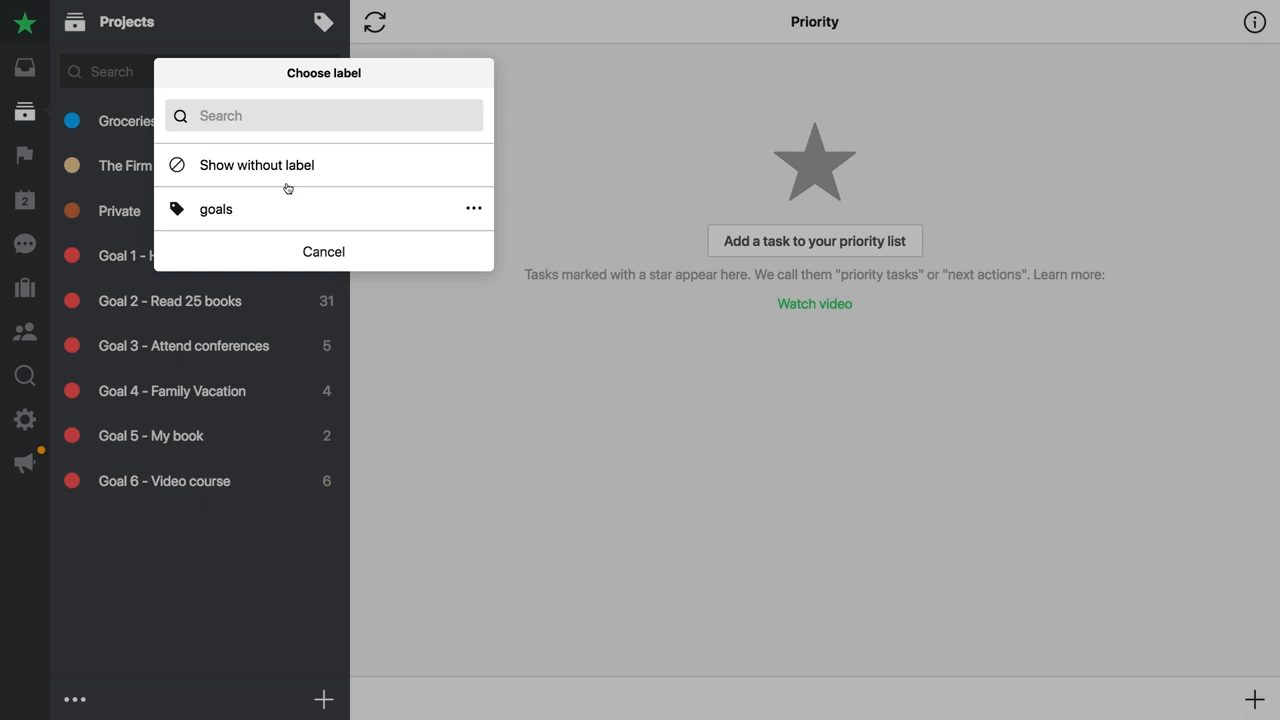 Projects
Priority
Search
Choose label
Search
Groceries
Show without label
The Firm
goals
Private
2
Goal 1 - H
Cancel
Add a task to your priority list
Tasks marked with a star appear here. We call them "priority tasks" or "next actions". Learn more:
Watch video
Goal 2 - Read 25 books 31
Goal 3 - Attend conferences 5
Goal 4 - Family Vacation 4
Goal 5 - My book 2
Goal 6 - Video course 6